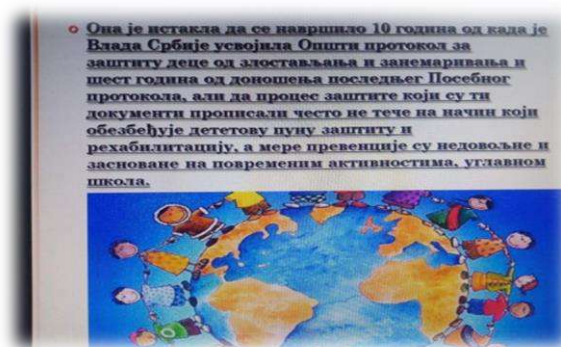 Она је истакла да се навршило 10 година од када је
Влада Србије усвојила Општи протокол за
заштиту деце од злостављања и занемаривања и
шест година од доношења последњег Посебног
протокола, али да процес заштите који су ти
документи прописали често не тече на начин који
обезбеђује дететову пуну заштиту и
рехабилитацију, а мере превенције су недовољне и
засноване на повременим активностима, углавном
школа.